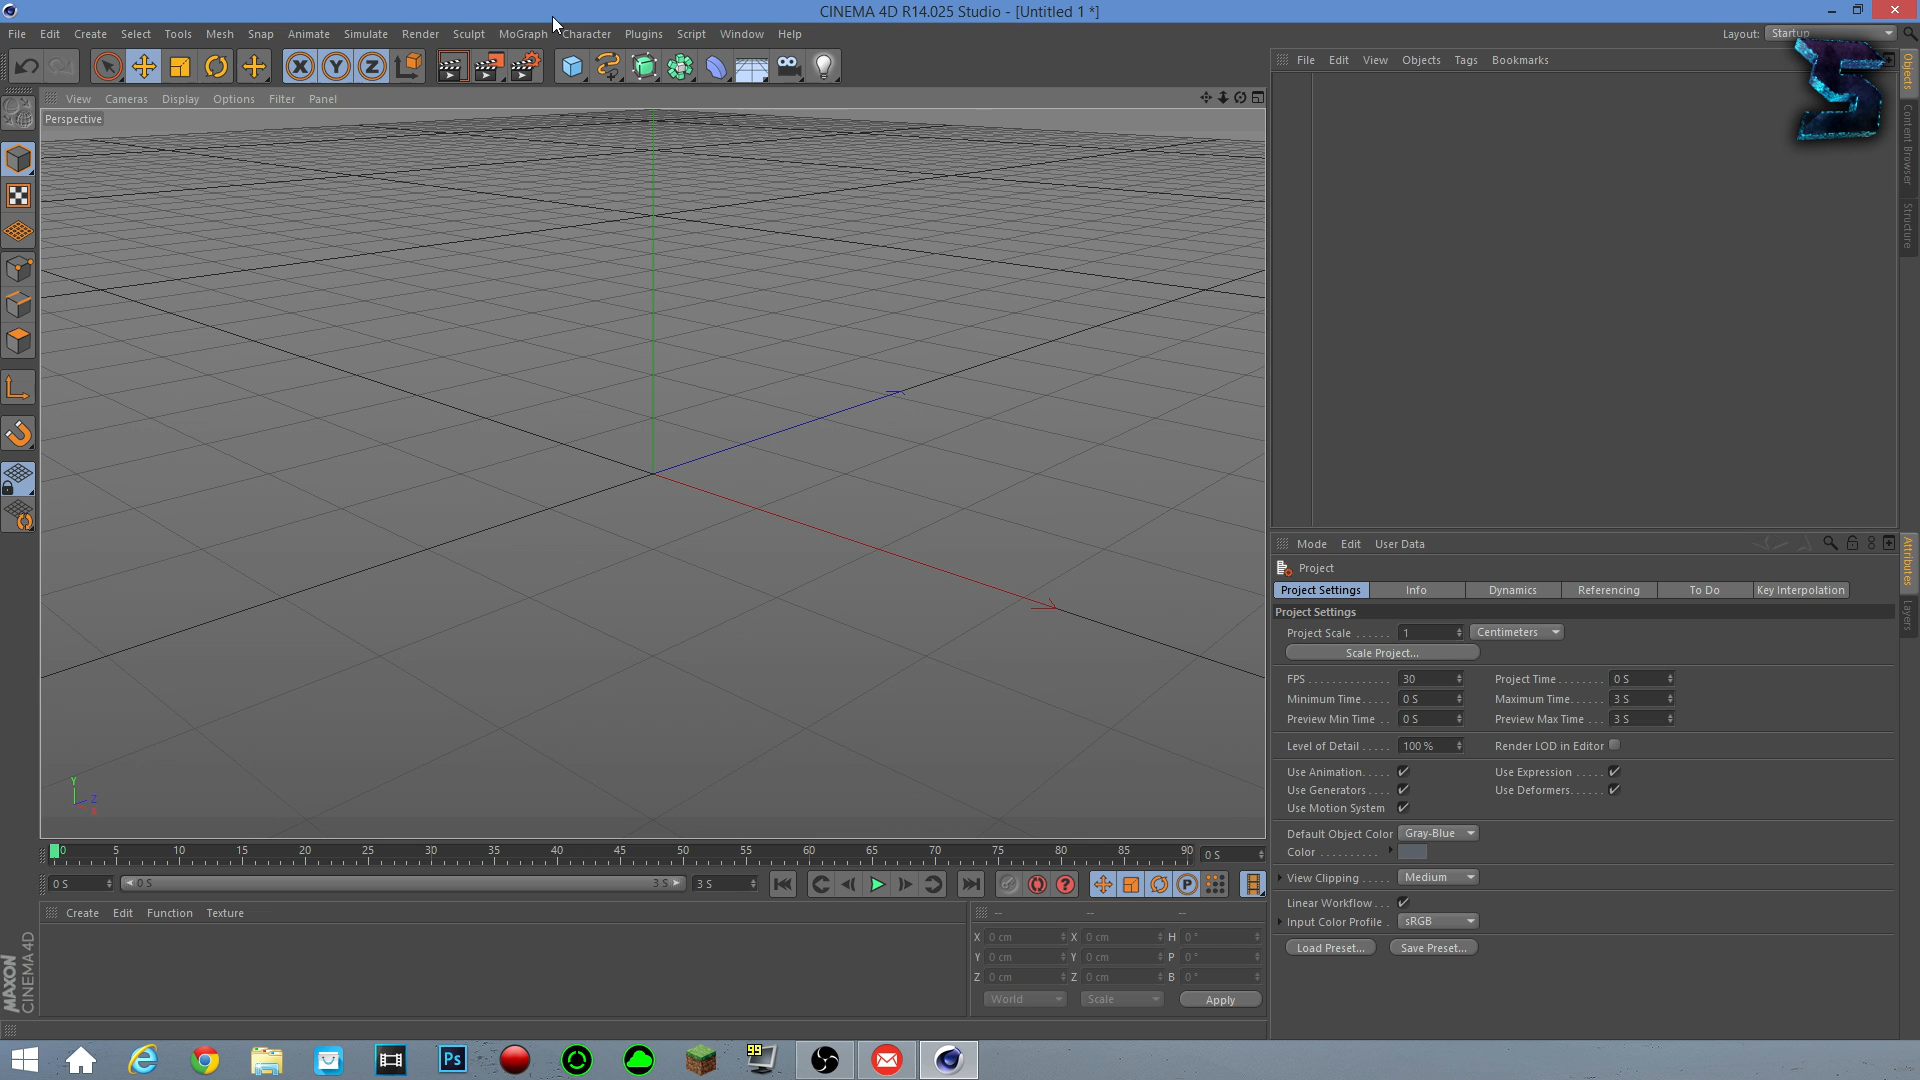 CINEMA 4D R14.025 Studio - [Untitled 1 *]
File Edit Create Select Tools Mesh Snap Animate Simulate Render Sculpt MoGraph Character Plugins Script Window Help
Layout: Startup
File Edit View Objects Tags Bookmarks
View Cameras Display Options Filter Panel
Perspective
Objects
Content Browser
Structure
X Y Z
Y
Z
X
Mode Edit User Data
Attributes
Layers
Project
Project Settings Info Dynamics Referencing To Do Key Interpolation
Project Settings
Project Scale ...... 1 Centimeters
Scale Project...
FPS .............. 30 Project Time ........ 0 S
Minimum Time..... 0 S Maximum Time..... 3 S
Preview Min Time .. 0 S Preview Max Time ... 3 S
Level of Detail ..... 100 % Render LOD in Editor
Use Animation..... Use Expression .....
Use Generators .... Use Deformers......
Use Motion System
Default Object Color Gray-Blue
Color ..........
View Clipping ..... Medium
Linear Workflow...
Input Color Profile . sRGB
Load Preset... Save Preset...
0 5 10 15 20 25 30 35 40 45 50 55 60 65 70 75 80 85 90 0 S
0 S 0 S 3 S 3 S
P
Create Edit Function Texture
-- -- --
X 0 cm X 0 cm H 0 °
Y 0 cm Y 0 cm P 0 °
Z 0 cm Z 0 cm B 0 °
World Scale Apply
MAXON
CINEMA 4D
Ps
99